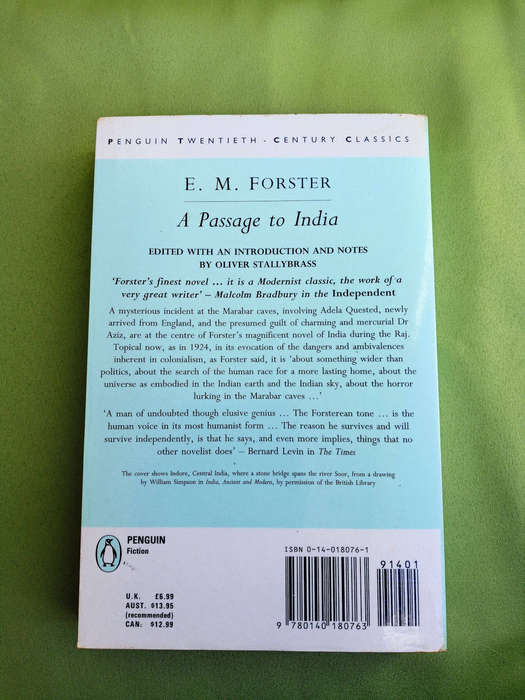 PENGUIN TWENTIETH-CENTURY CLASSICS
E. M. FORSTER
A Passage to India
EDITED WITH AN INTRODUCTION AND NOTES
BY OLIVER STALLYBRASS
‘Forster's finest novel … it is a Modernist classic, the work of a
very great writer’ – Malcolm Bradbury in the Independent
A mysterious incident at the Marabar caves, involving Adela Quested, newly
arrived from England, and the presumed guilt of charming and mercurial Dr
Aziz, are at the centre of Forster's magnificent novel of India during the Raj.
Topical now, as in 1924, in its evocation of the dangers and ambivalences
inherent in colonialism, as Forster said, it is ‘about something wider than
politics, about the search of the human race for a more lasting home, about the
universe as embodied in the Indian earth and the Indian sky, about the horror
lurking in the Marabar caves …’
‘A man of undoubted though elusive genius … The Forsterean tone … is the
human voice in its most humanist form … The reason he survives and will
survive independently, is that he says, and even more implies, things that no
other novelist does’ – Bernard Levin in The Times
The cover shows Indore, Central India, where a stone bridge spans the river Soor, from a drawing
by William Simpson in India, Ancient and Modern, by permission of the British Library
PENGUIN
Fiction
U.K. £6.99
AUST. $13.95
(recommended)
CAN: $12.99
ISBN 0-14-018076-1
91401
9 780140 180763